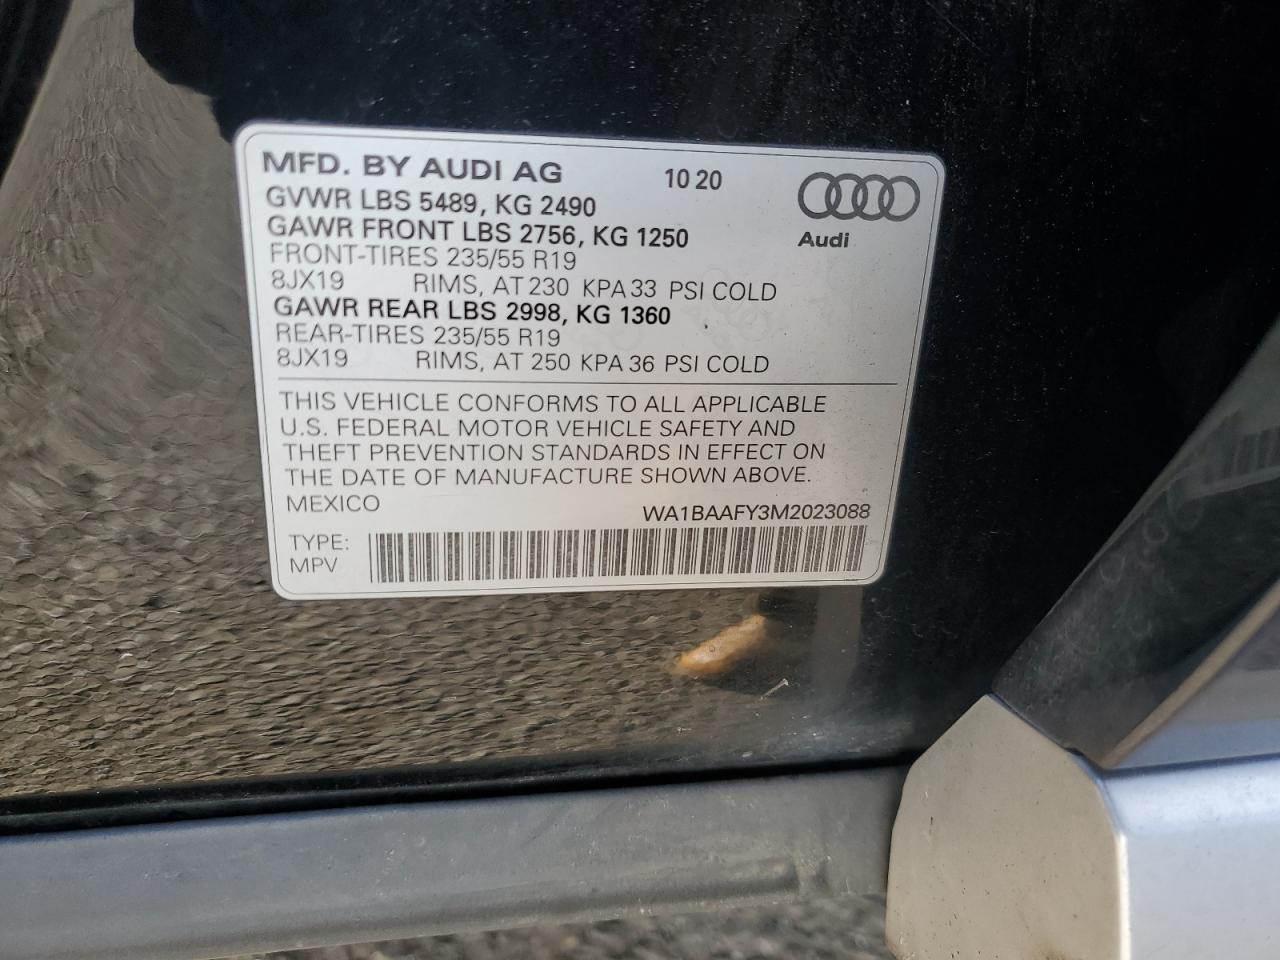 MFD. BY AUDI AG 10 20
GVWR LBS 5489, KG 2490
GAWR FRONT LBS 2756, KG 1250
Audi
FRONT-TIRES 235/55 R19
8JX19 RIMS, AT 230 KPA 33 PSI COLD
GAWR REAR LBS 2998, KG 1360
REAR-TIRES 235/55 R19
8JX19 RIMS, AT 250 KPA 36 PSI COLD
THIS VEHICLE CONFORMS TO ALL APPLICABLE
U.S. FEDERAL MOTOR VEHICLE SAFETY AND
THEFT PREVENTION STANDARDS IN EFFECT ON
THE DATE OF MANUFACTURE SHOWN ABOVE.
MEXICO WA1BAAFY3M2023088
TYPE:
MPV